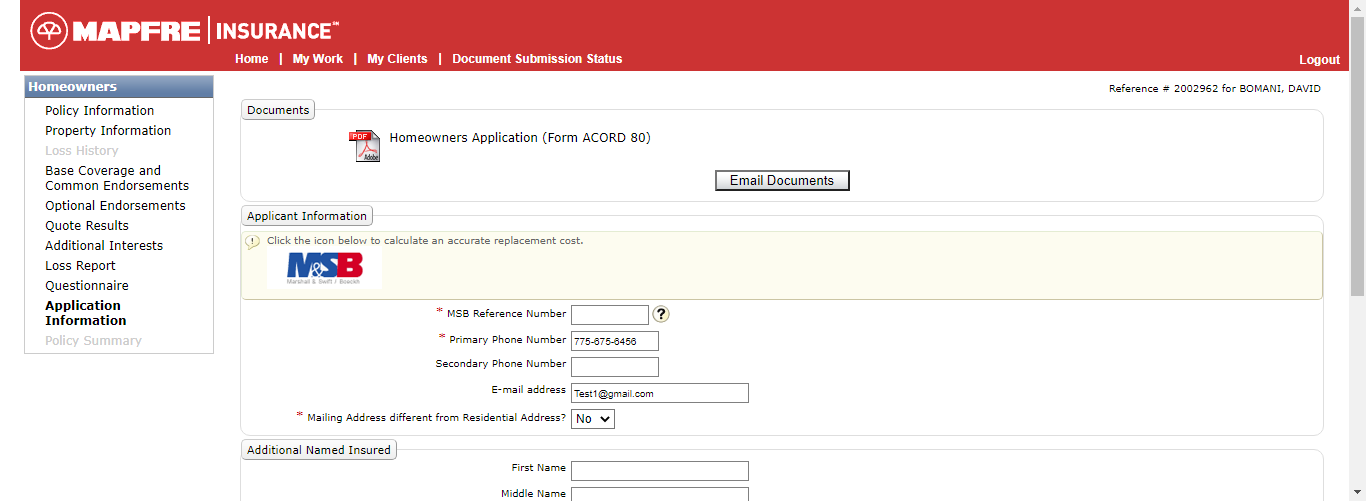 MAPFRE | INSURANCE℠
Home | My Work | My Clients | Document Submission Status
Logout
Reference # 2002962 for BOMANI, DAVID
Homeowners
Policy Information
Property Information
Loss History
Base Coverage and
Common Endorsements
Optional Endorsements
Quote Results
Additional Interests
Loss Report
Questionnaire
Application
Information
Policy Summary
Documents
PDF
Adobe
Homeowners Application (Form ACORD 80)
Email Documents
Applicant Information
Click the icon below to calculate an accurate replacement cost.
M&SB
Marshall & Swift / Boeckh
* MSB Reference Number ?
* Primary Phone Number 775-675-6456
Secondary Phone Number
E-mail address Test1@gmail.com
* Mailing Address different from Residential Address? No
Additional Named Insured
First Name
Middle Name